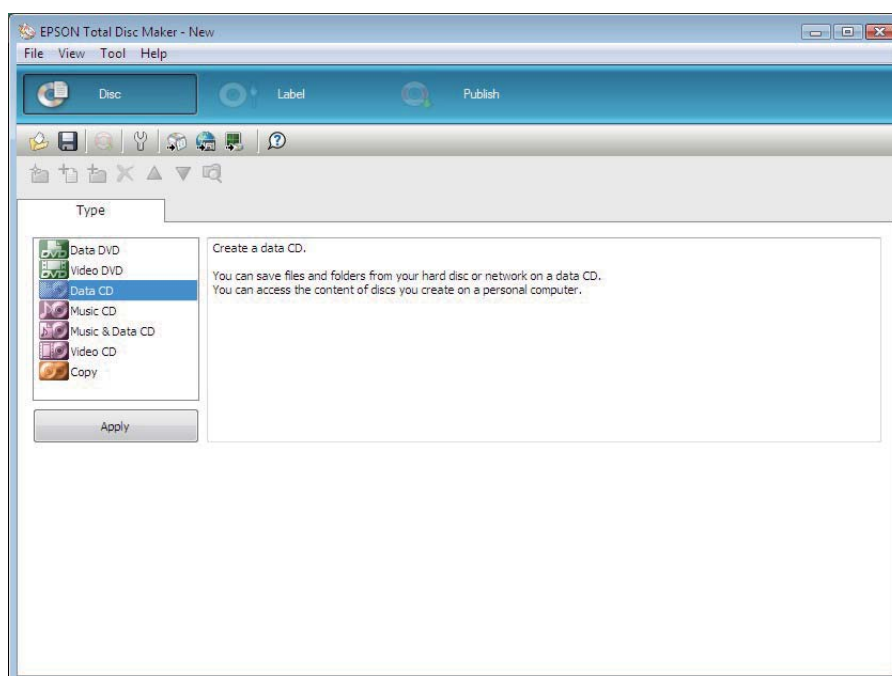 EPSON Total Disc Maker - New
File View Tool Help
Disc Label Publish
Type
Data DVD
Video DVD
Data CD
Music CD
Music & Data CD
Video CD
Copy
Apply
Create a data CD.
You can save files and folders from your hard disc or network on a data CD.
You can access the content of discs you create on a personal computer.